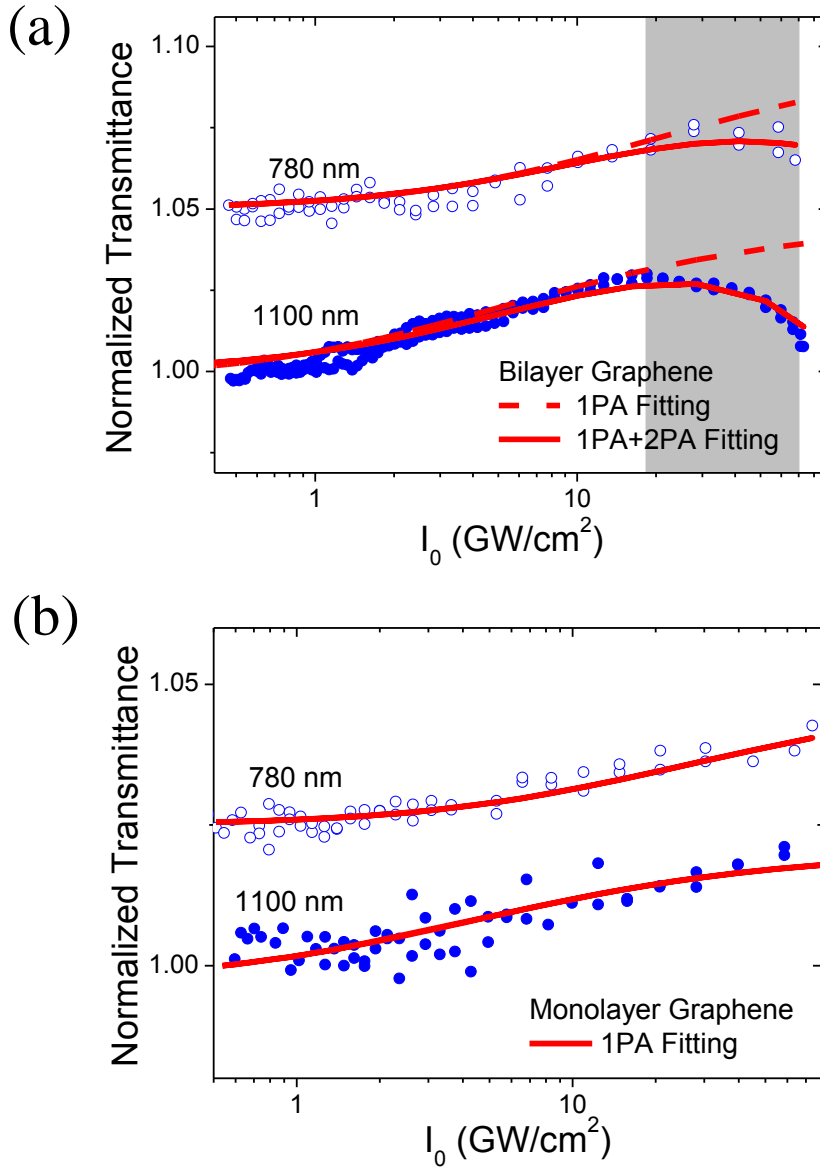 (a)
Normalized Transmittance
1.10
1.05
1.00
780 nm
1100 nm
Bilayer Graphene
1PA Fitting
1PA+2PA Fitting
1
10
I₀ (GW/cm²)
(b)
Normalized Transmittance
1.05
1.00
780 nm
1100 nm
Monolayer Graphene
1PA Fitting
1
10
I₀ (GW/cm²)